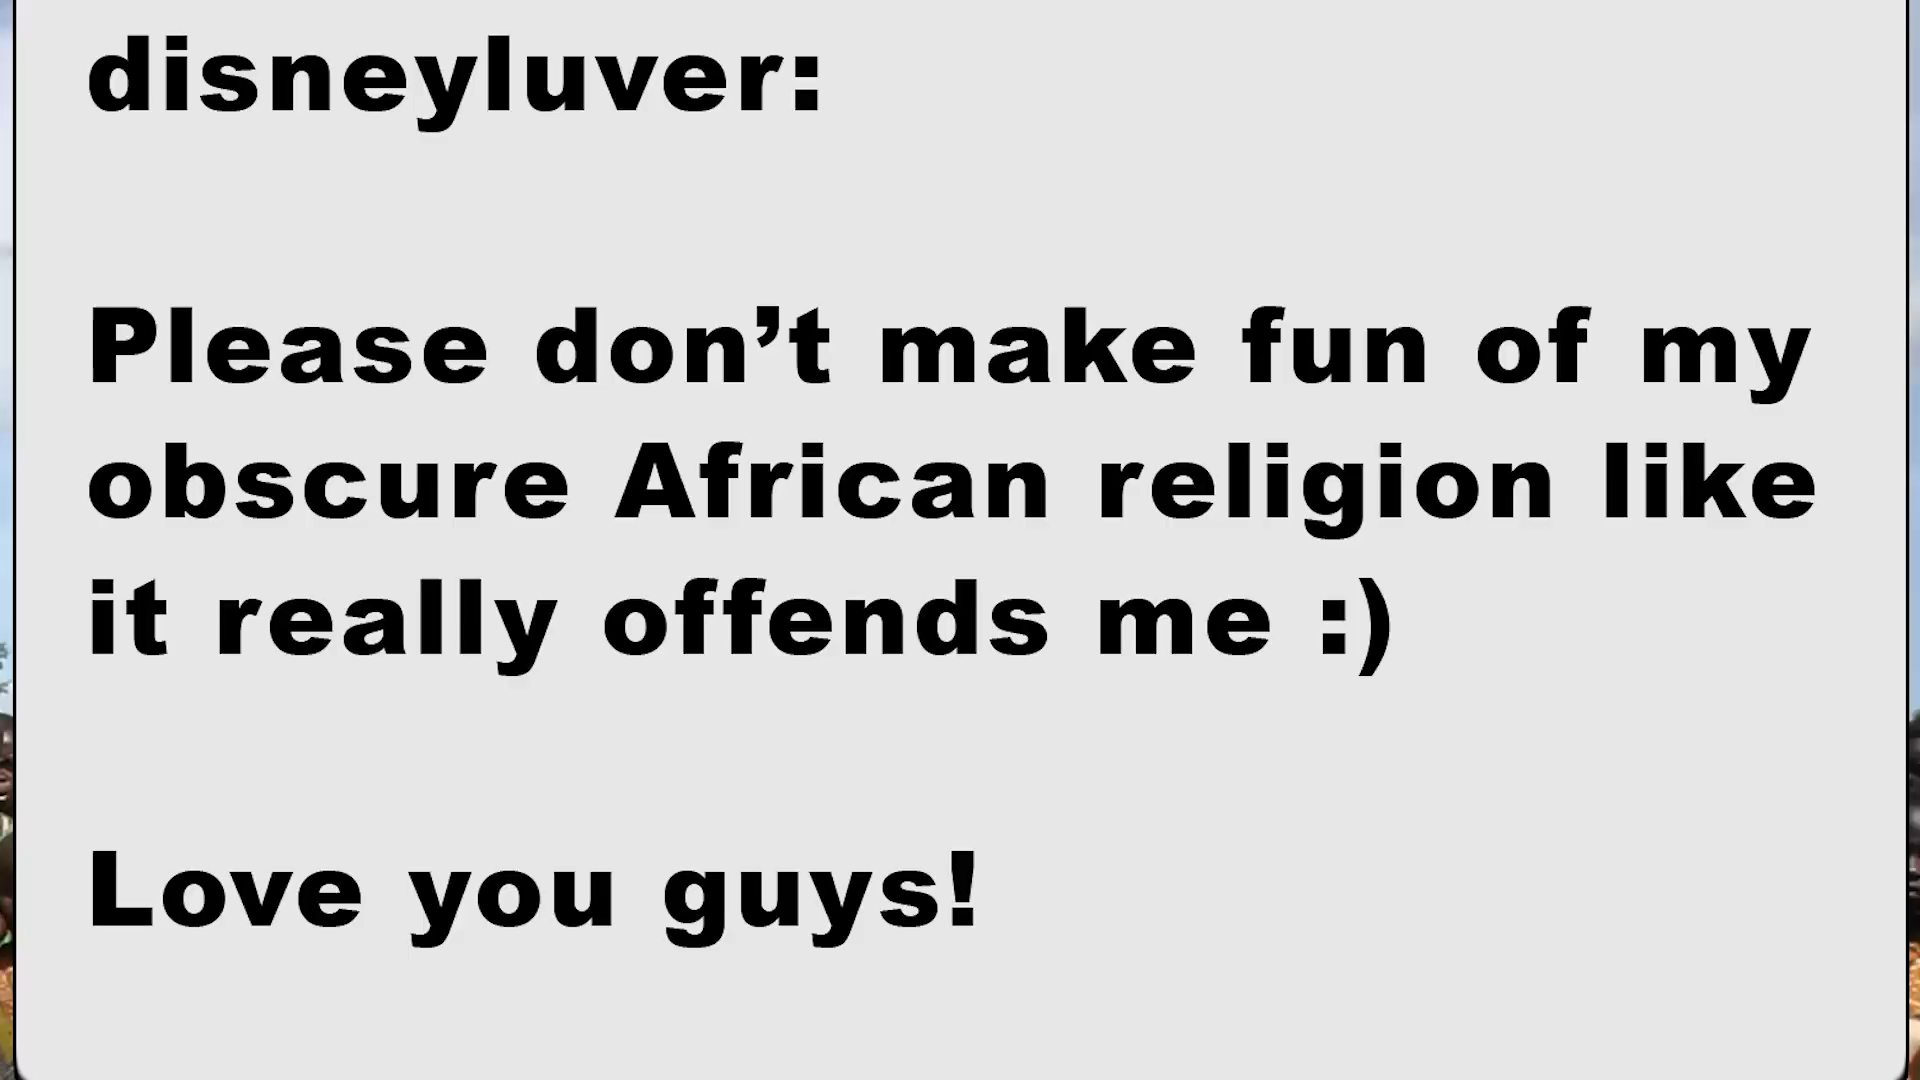 disneyluver:
Please don’t make fun of my
obscure African religion like
it really offends me :)
Love you guys!